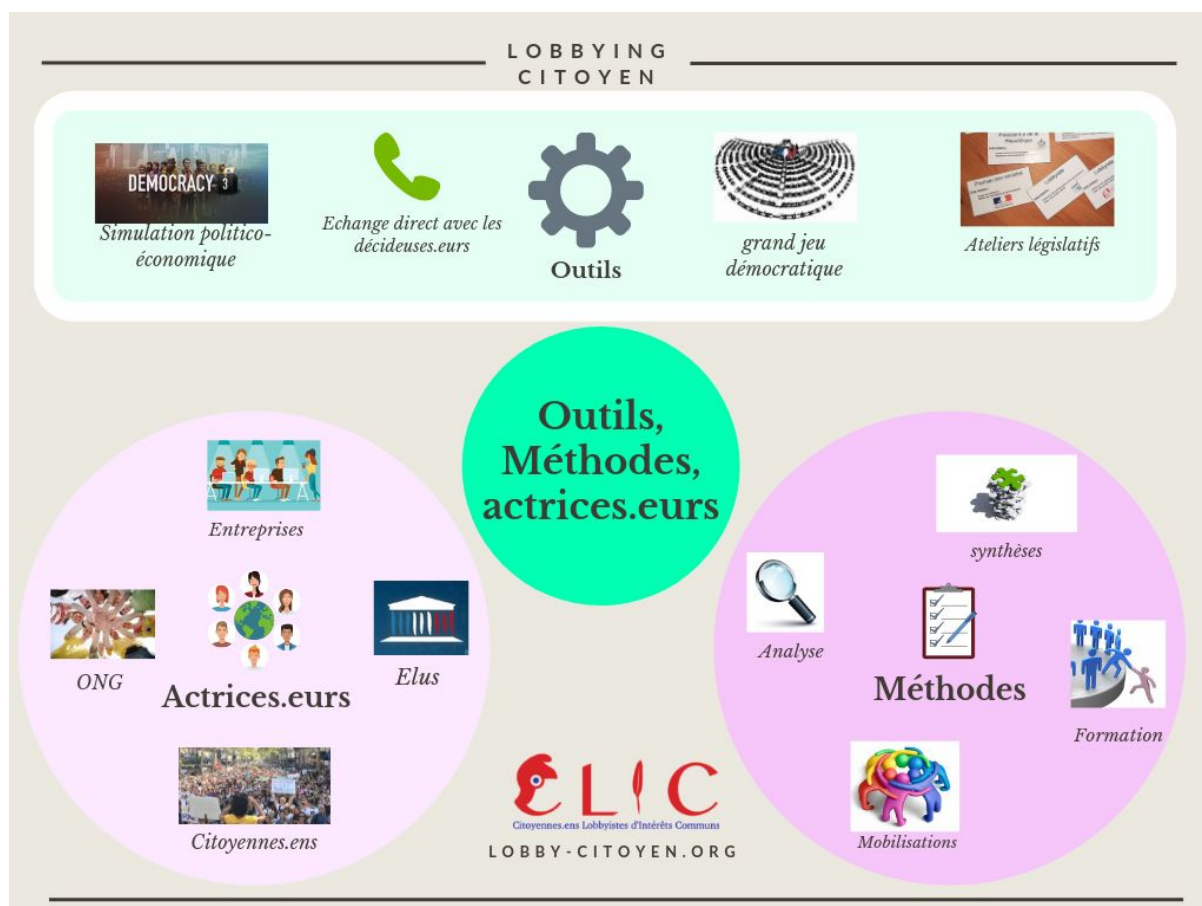 LOBBYING
CITOYEN
DEMOCRACY 3
Simulation politico-
économique
Echange direct avec les
décideuses.eurs
Outils
grand jeu
démocratique
Ateliers législatifs
Outils,
Méthodes,
actrices.eurs
Entreprises
ONG
Actrices.eurs
Elus
Citoyennes.ens
synthèses
Analyse
Méthodes
Formation
Mobilisations
CLIC
Citoyennes.ens Lobbyistes d'Intérêts Communs
LOBBY-CITOYEN.ORG